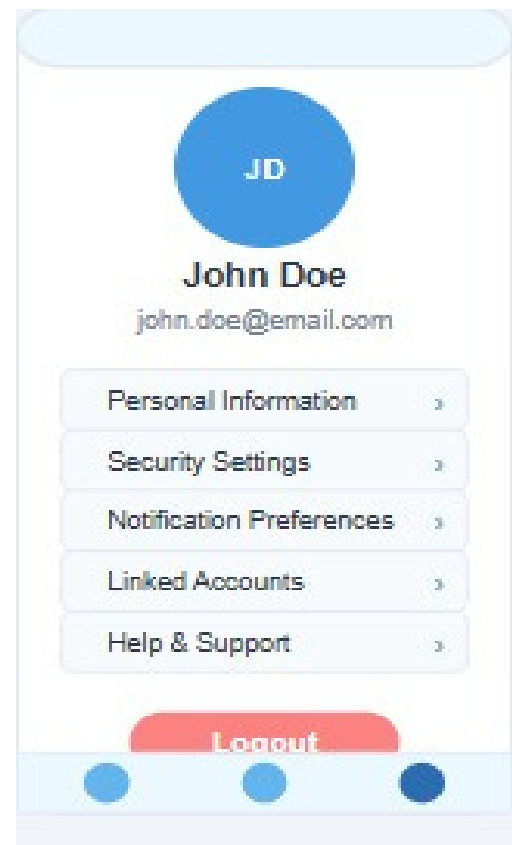 JD
John Doe
john.doe@email.com
Personal Information ›
Security Settings ›
Notification Preferences ›
Linked Accounts ›
Help & Support ›
Logout